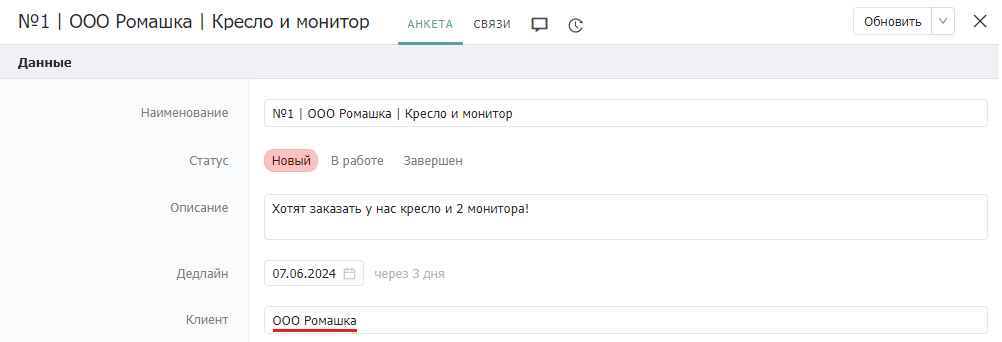 №1 | ООО Ромашка | Кресло и монитор АНКЕТА СВЯЗИ Обновить
Данные
Наименование №1 | ООО Ромашка | Кресло и монитор
Статус Новый В работе Завершен
Описание Хотят заказать у нас кресло и 2 монитора!
Дедлайн 07.06.2024 через 3 дня
Клиент ООО Ромашка